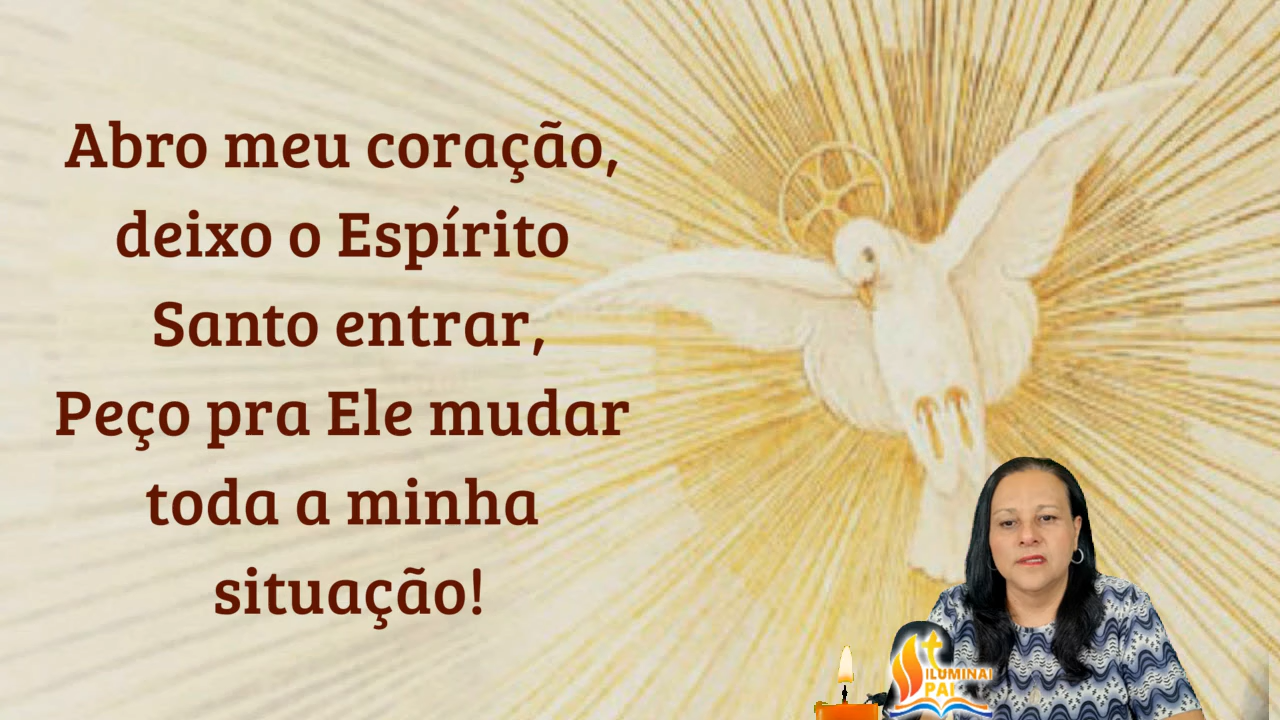 Abro meu coração,
deixo o Espírito
Santo entrar,
Peço pra Ele mudar
toda a minha
situação!
ILUMINAI
PAI